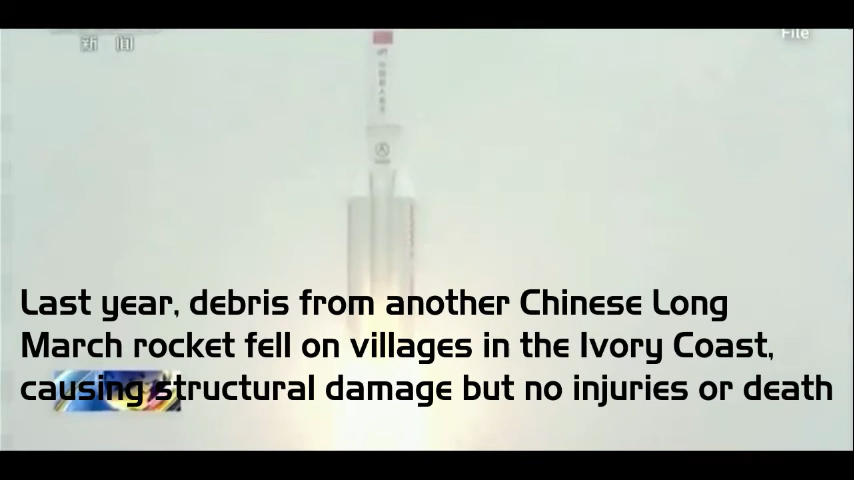 新闻
File
Last year, debris from another Chinese Long
March rocket fell on villages in the Ivory Coast,
causing structural damage but no injuries or death